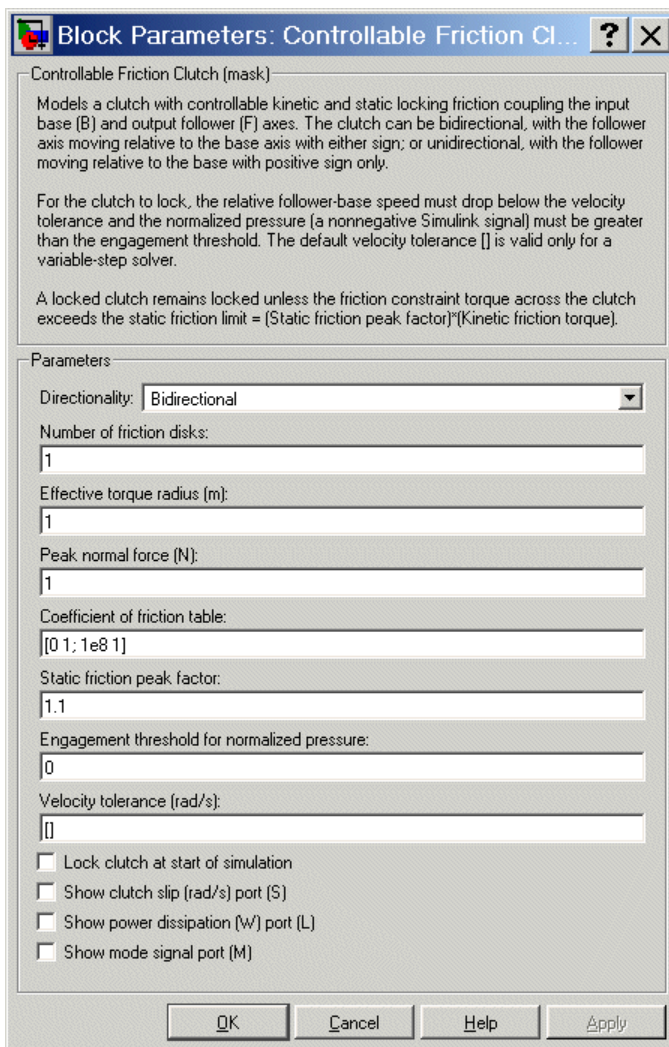 Block Parameters: Controllable Friction Cl...
Controllable Friction Clutch (mask)
Models a clutch with controllable kinetic and static locking friction coupling the input
base (B) and output follower (F) axes. The clutch can be bidirectional, with the follower
axis moving relative to the base axis with either sign; or unidirectional, with the follower
moving relative to the base with positive sign only.
For the clutch to lock, the relative follower-base speed must drop below the velocity
tolerance and the normalized pressure (a nonnegative Simulink signal) must be greater
than the engagement threshold. The default velocity tolerance [] is valid only for a
variable-step solver.
A locked clutch remains locked unless the friction constraint torque across the clutch
exceeds the static friction limit = (Static friction peak factor)*(Kinetic friction torque).
Parameters
Directionality: Bidirectional
Number of friction disks:
1
Effective torque radius (m):
1
Peak normal force (N):
1
Coefficient of friction table:
[0 1; 1e8 1]
Static friction peak factor:
1.1
Engagement threshold for normalized pressure:
0
Velocity tolerance (rad/s):
[]
Lock clutch at start of simulation
Show clutch slip (rad/s) port (S)
Show power dissipation (W) port (L)
Show mode signal port (M)
OK Cancel Help Apply